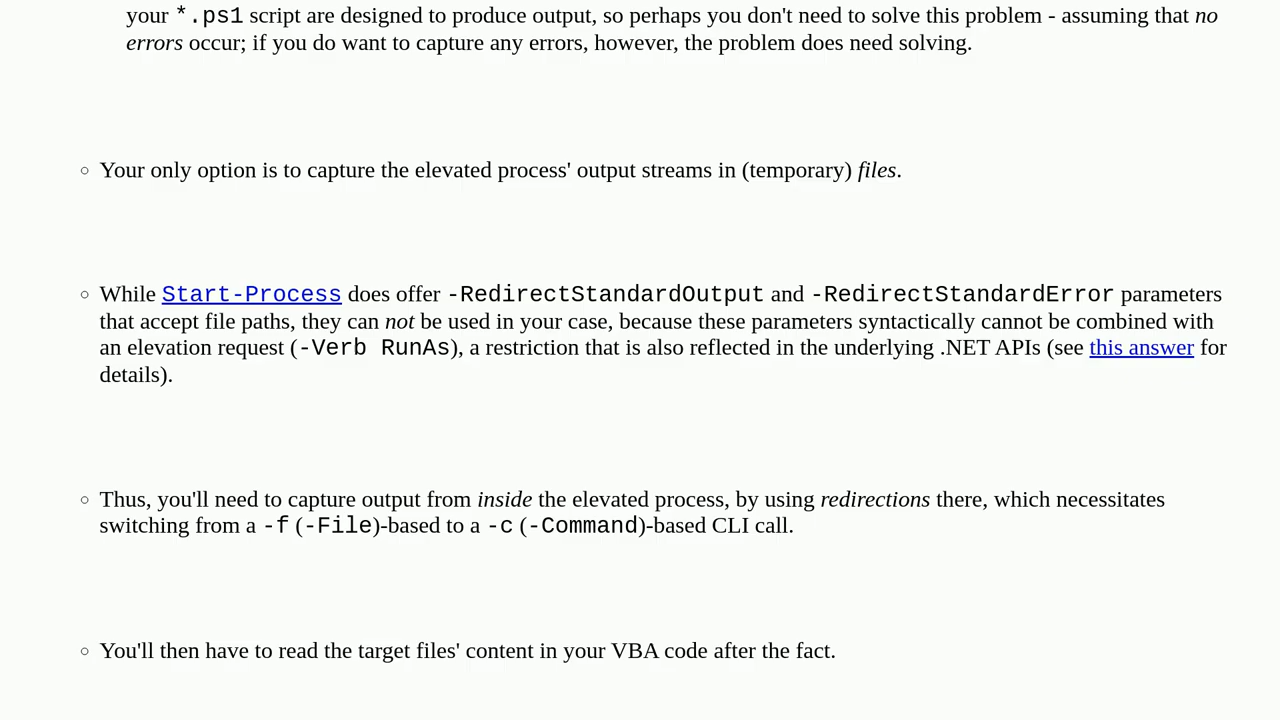 your *.ps1 script are designed to produce output, so perhaps you don't need to solve this problem - assuming that no
errors occur; if you do want to capture any errors, however, the problem does need solving.
Your only option is to capture the elevated process' output streams in (temporary) files.
While Start-Process does offer -RedirectStandardOutput and -RedirectStandardError parameters
that accept file paths, they can not be used in your case, because these parameters syntactically cannot be combined with
an elevation request (-Verb RunAs), a restriction that is also reflected in the underlying .NET APIs (see this answer for
details).
Thus, you'll need to capture output from inside the elevated process, by using redirections there, which necessitates
switching from a -f (-File)-based to a -c (-Command)-based CLI call.
You'll then have to read the target files' content in your VBA code after the fact.